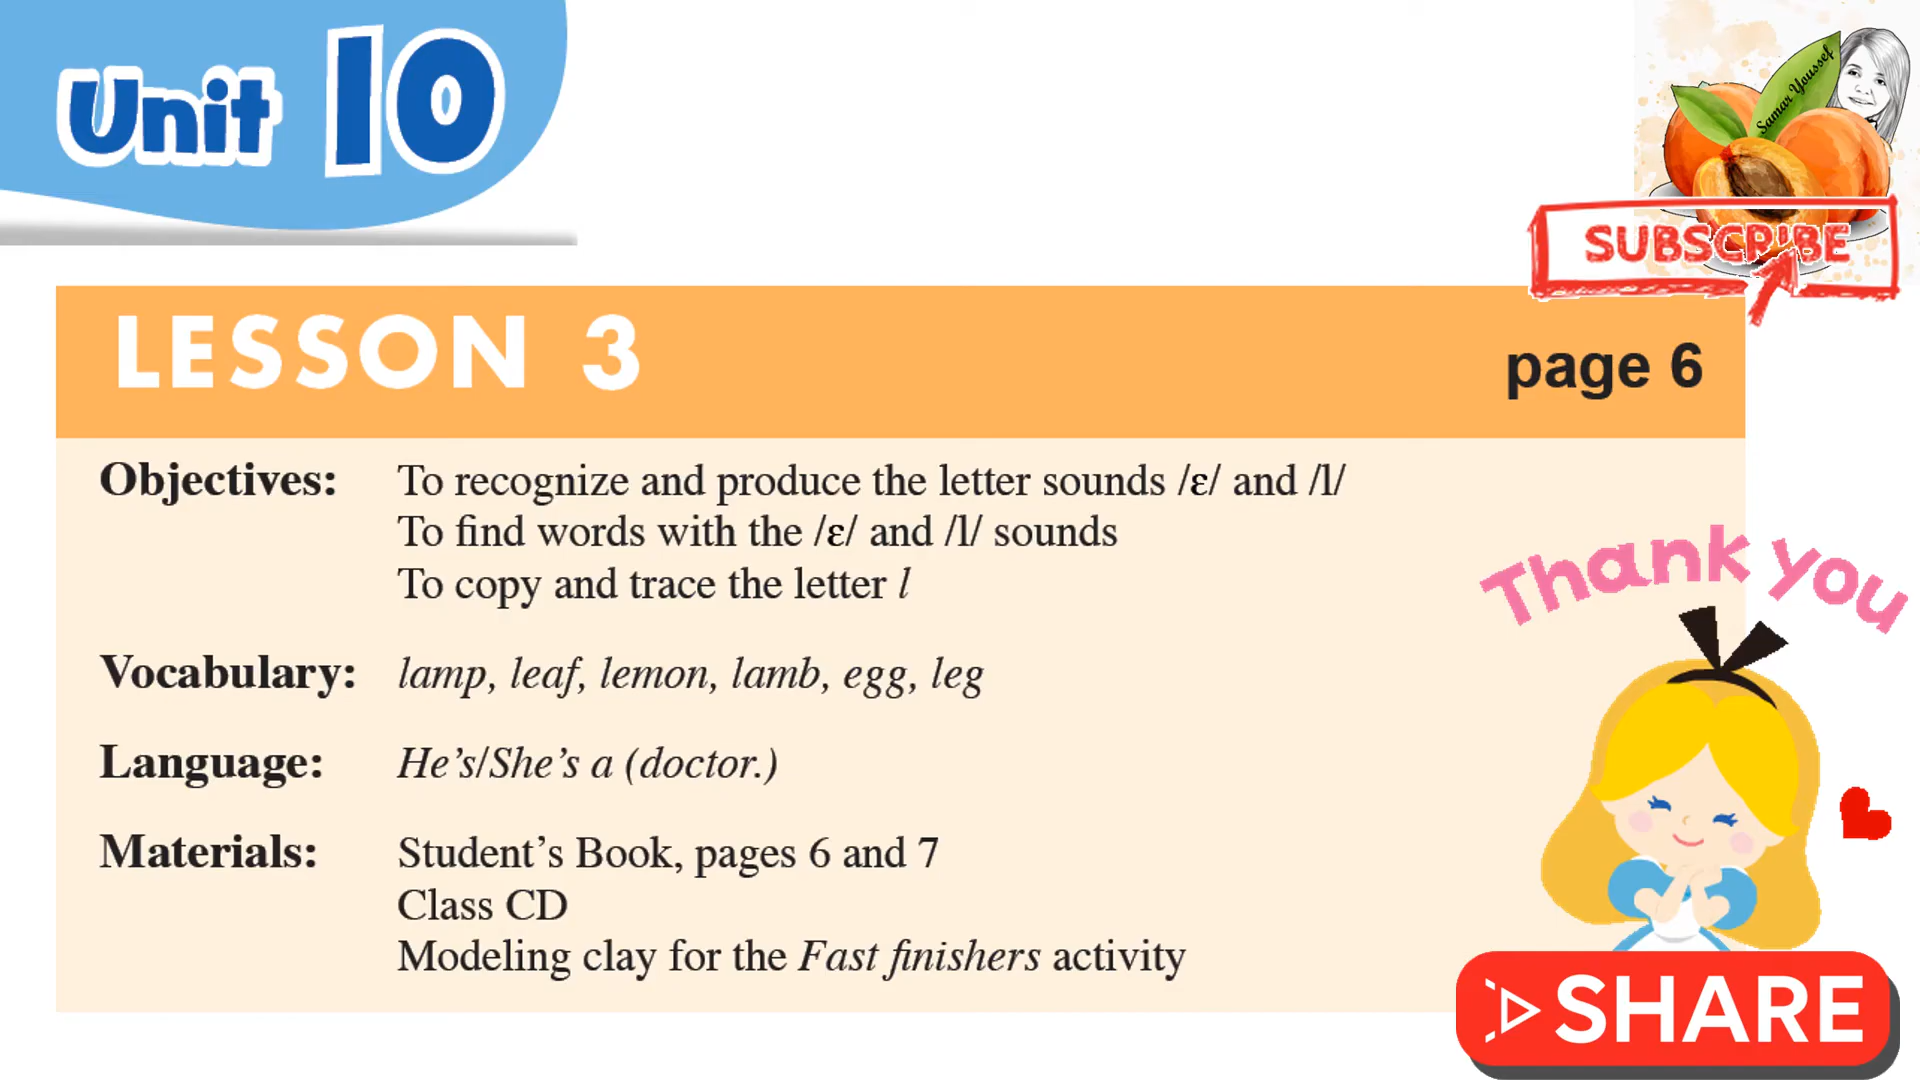 Unit 10
Samar Youssef
SUBSCRIBE
LESSON 3
page 6
Objectives: To recognize and produce the letter sounds /ɛ/ and /l/
To find words with the /ɛ/ and /l/ sounds
To copy and trace the letter l
Thank you
Vocabulary: lamp, leaf, lemon, lamb, egg, leg
Language: He’s/She’s a (doctor.)
Materials: Student’s Book, pages 6 and 7
Class CD
Modeling clay for the Fast finishers activity
SHARE